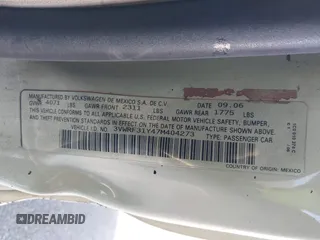 MANUFACTURED BY VOLKSWAGEN DE MEXICO S.A. DE C.V.
DATE 09.06
GVWR 4071 LBS GAWR FRONT 2311 LBS GAWR REAR 1775 LBS
THIS VEHICLE CONFORMS TO ALL APPLICABLE U.S. FEDERAL MOTOR VEHICLE SAFETY, BUMPER,
AND THEFT PREVENTION STANDARDS IN EFFECT ON THE DATE OF MANUFACTURE SHOWN ABOVE.
VEHICLE I.D. NO. 3VWRF31Y47M404273 TYPE: PASSENGER CAR
COUNTRY OF ORIGIN: MEXICO
DREAMBID